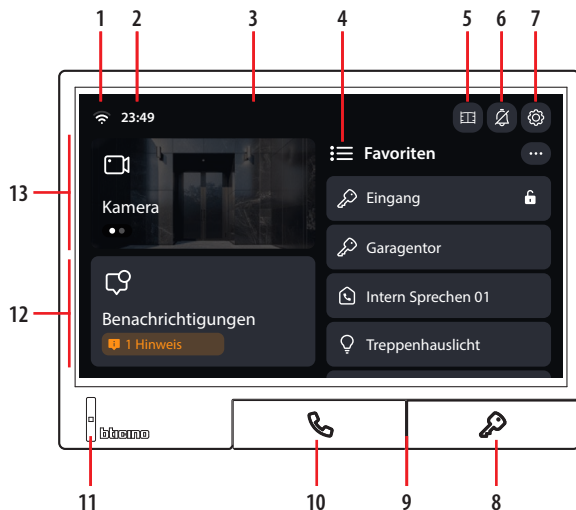 1 2 3 4 5 6 7
23:49
Favoriten
13
Kamera
Eingang
Garagentor
12
Benachrichtigungen
1 Hinweis
Intern Sprechen 01
Treppenhauslicht
bticino
11 10 9 8